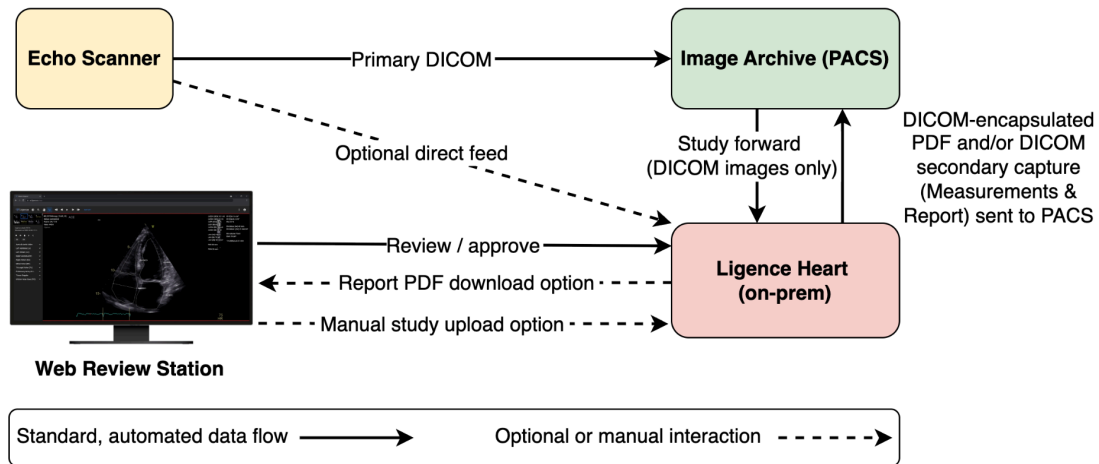 Echo Scanner
Primary DICOM
Image Archive (PACS)
Optional direct feed
Study forward
(DICOM images only)
DICOM-encapsulated
PDF and/or DICOM
secondary capture
(Measurements &
Report) sent to PACS
Review / approve
Report PDF download option
Manual study upload option
Ligence Heart
(on-prem)
Web Review Station
Standard, automated data flow
Optional or manual interaction